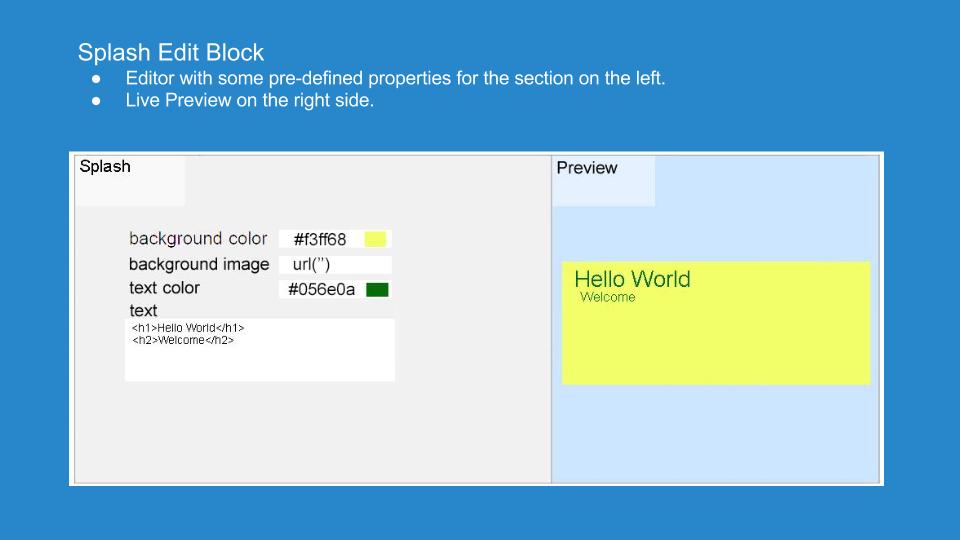 Splash Edit Block
● Editor with some pre-defined properties for the section on the left.
● Live Preview on the right side.
Splash
Preview
background color #f3ff68
background image url('')
text color #056e0a
text
<h1>Hello World</h1>
<h2>Welcome</h2>
Hello World
Welcome